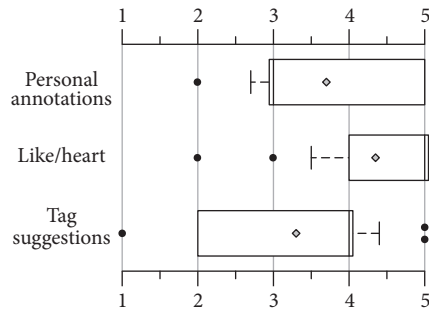 1 2 3 4 5
Personal
annotations
Like/heart
Tag
suggestions
1 2 3 4 5